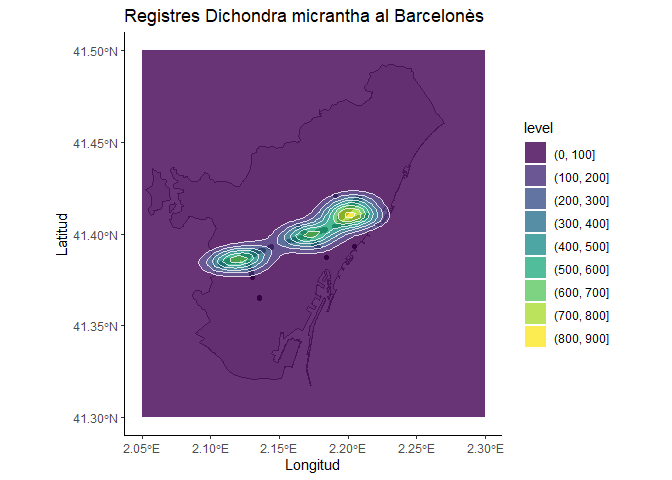 Registres Dichondra micrantha al Barcelonès
41.50°N
41.45°N
41.40°N
41.35°N
41.30°N
Latitud
2.05°E 2.10°E 2.15°E 2.20°E 2.25°E 2.30°E
Longitud
level
(0, 100]
(100, 200]
(200, 300]
(300, 400]
(400, 500]
(500, 600]
(600, 700]
(700, 800]
(800, 900]